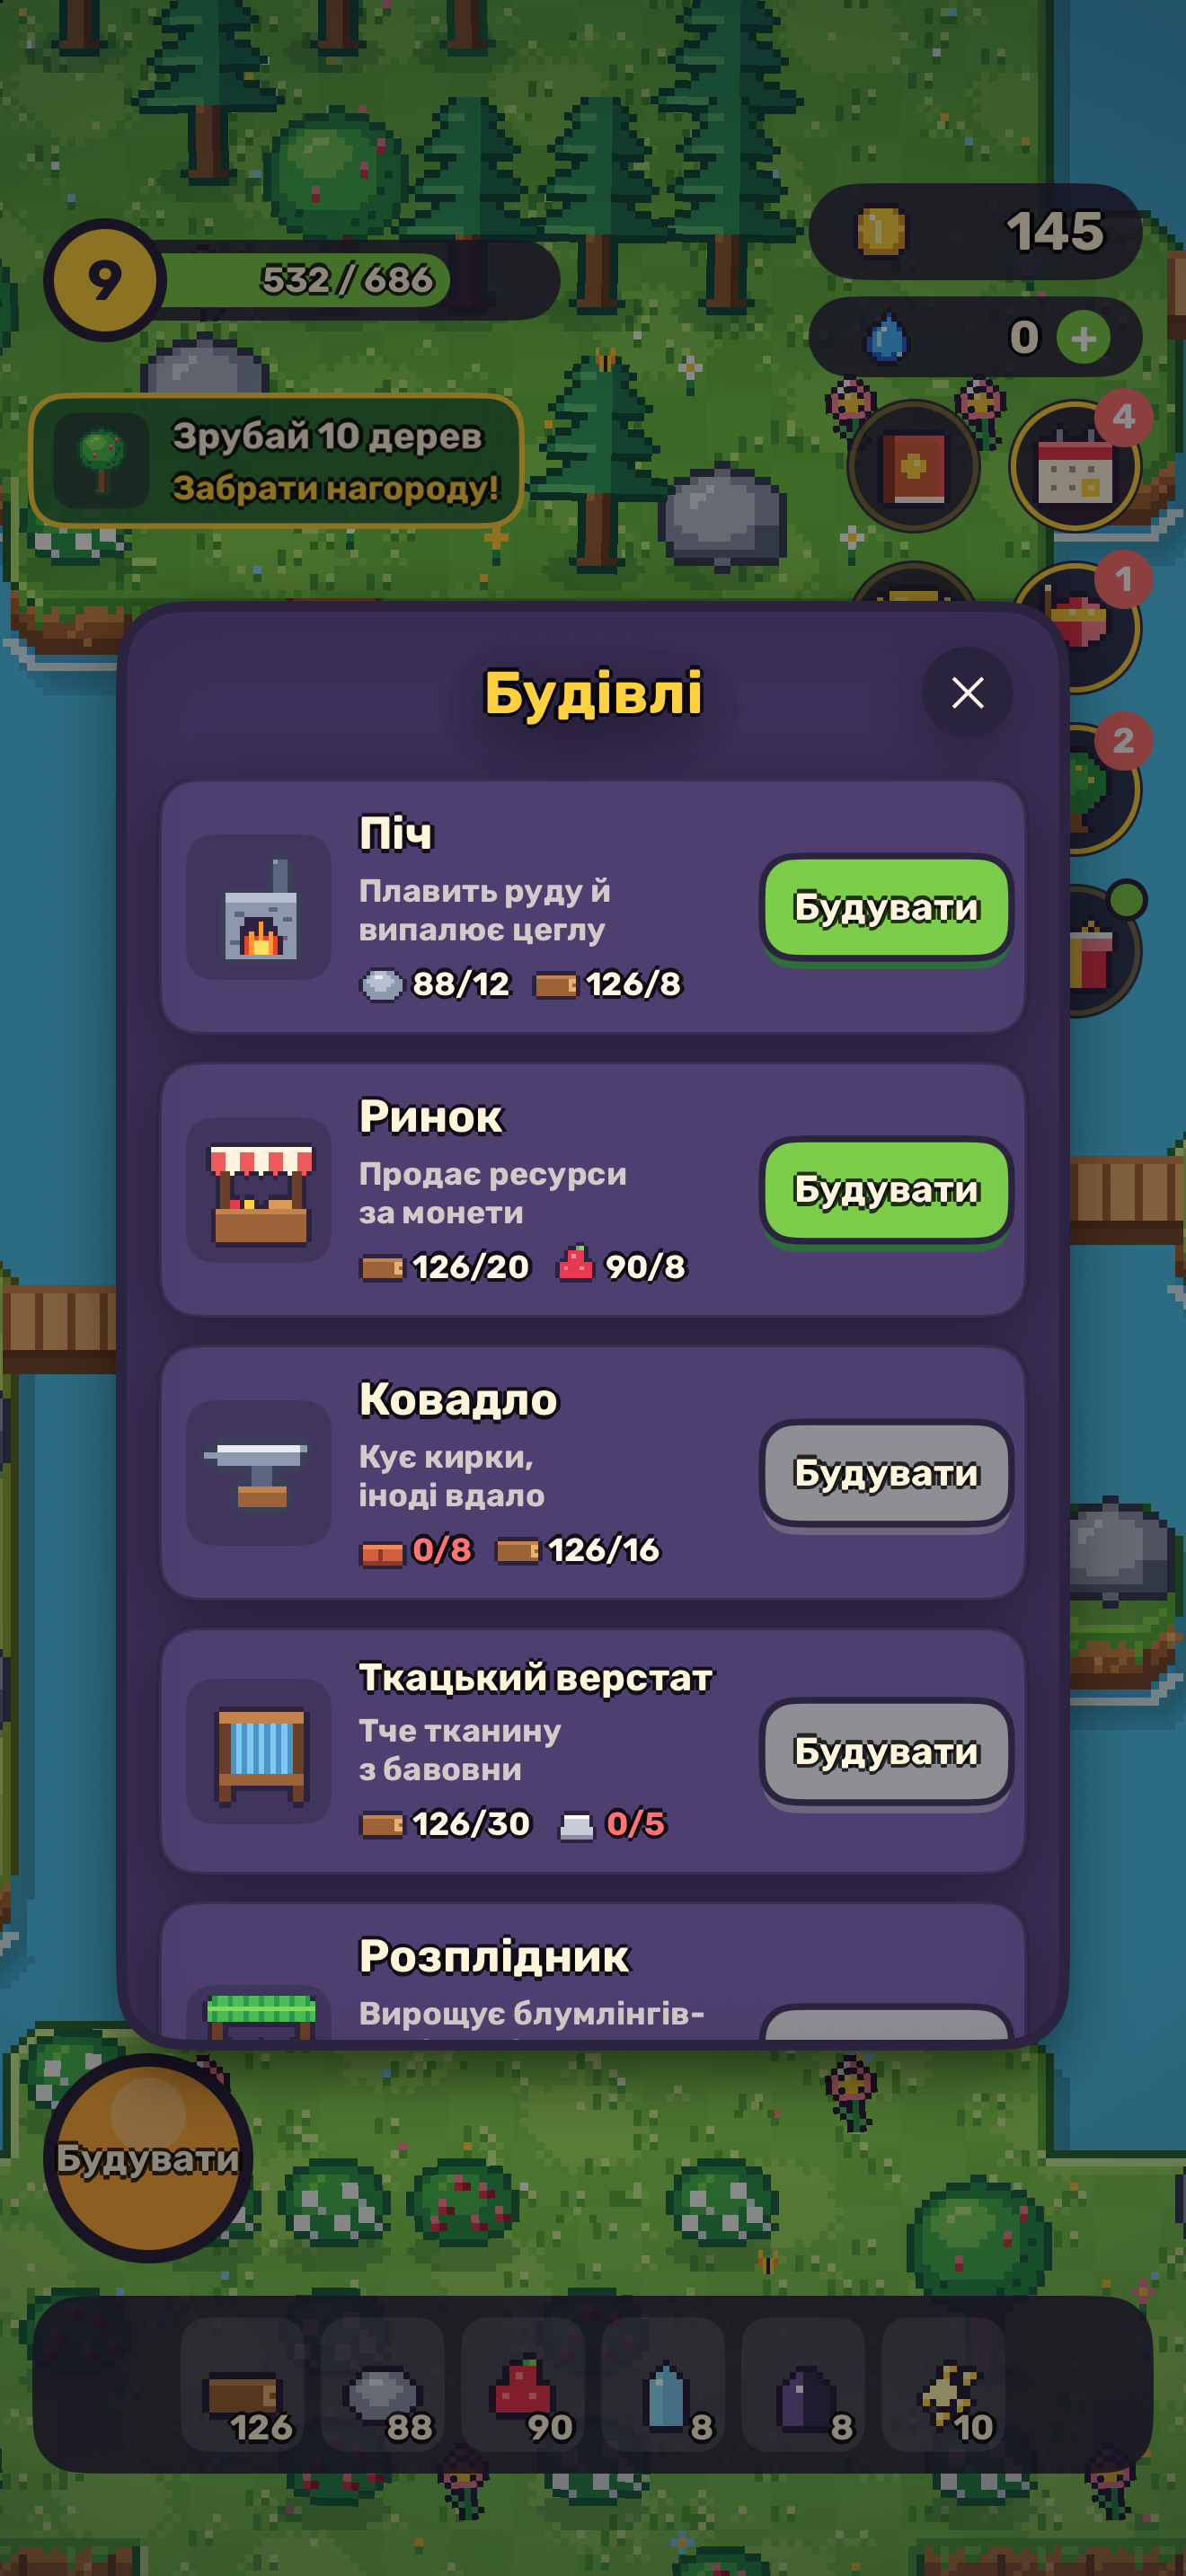 145
9
532 / 686
0 +
Зрубай 10 дерев
Забрати нагороду!
4
1
2
Будівлі
Піч
Плавить руду й
випалює цеглу
88/12 126/8
Будувати
Ринок
Продає ресурси
за монети
126/20 90/8
Будувати
Ковадло
Кує кирки,
іноді вдало
0/8 126/16
Будувати
Ткацький верстат
Тче тканину
з бавовни
126/30 0/5
Будувати
Розплідник
Вирощує блумлінгів-
Будувати
126 88 90 8 8 10